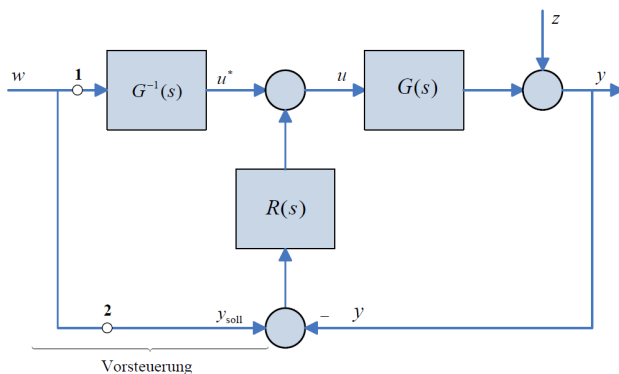 z
w 1 G⁻¹(s) u* u G(s) y
R(s)
2 y_soll − y
Vorsteuerung